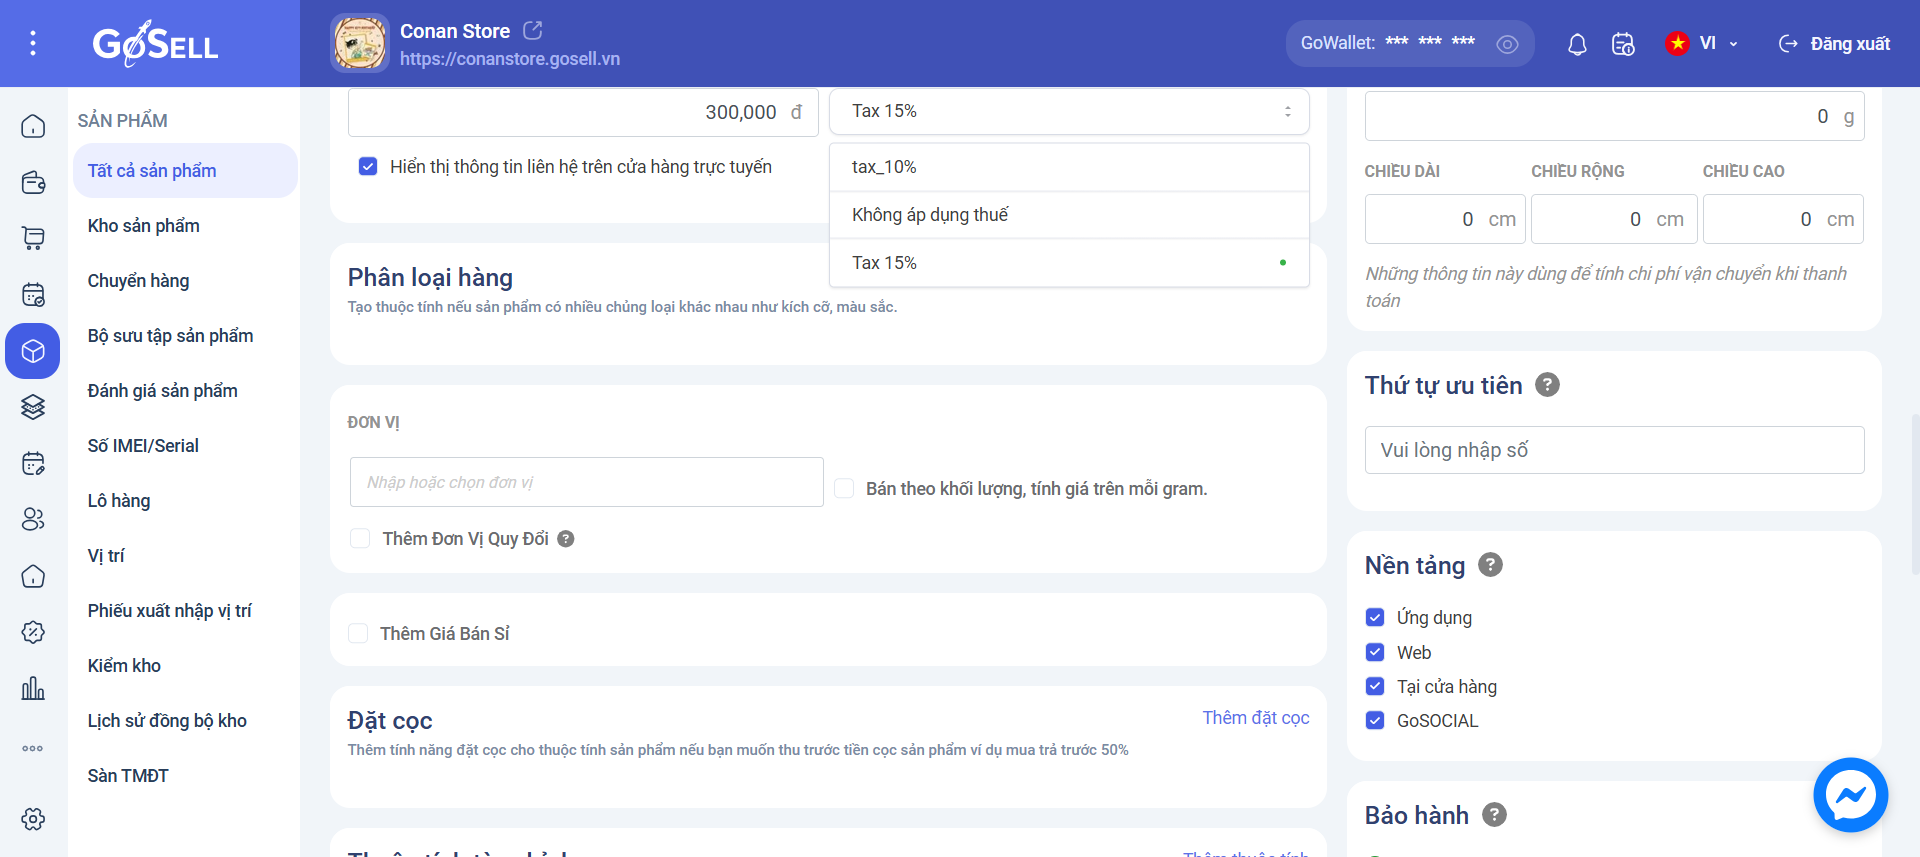 GoSELL
Conan Store
https://conanstore.gosell.vn
GoWallet: *** *** ***
VI
Đăng xuất
SẢN PHẨM
Tất cả sản phẩm
Kho sản phẩm
Chuyển hàng
Bộ sưu tập sản phẩm
Đánh giá sản phẩm
Số IMEI/Serial
Lô hàng
Vị trí
Phiếu xuất nhập vị trí
Kiểm kho
Lịch sử đồng bộ kho
Sàn TMĐT
300,000 đ
Tax 15%
Hiển thị thông tin liên hệ trên cửa hàng trực tuyến
tax_10%
Không áp dụng thuế
Tax 15%
Phân loại hàng
Tạo thuộc tính nếu sản phẩm có nhiều chủng loại khác nhau như kích cỡ, màu sắc.
ĐƠN VỊ
Nhập hoặc chọn đơn vị
Bán theo khối lượng, tính giá trên mỗi gram.
Thêm Đơn Vị Quy Đổi ?
Thêm Giá Bán Sỉ
Đặt cọc
Thêm đặt cọc
Thêm tính năng đặt cọc cho thuộc tính sản phẩm nếu bạn muốn thu trước tiền cọc sản phẩm ví dụ mua trả trước 50%
Thêm thuộc tính
0 g
CHIỀU DÀI
CHIỀU RỘNG
CHIỀU CAO
0 cm
0 cm
0 cm
Những thông tin này dùng để tính chi phí vận chuyển khi thanh
toán
Thứ tự ưu tiên ?
Vui lòng nhập số
Nền tảng ?
Ứng dụng
Web
Tại cửa hàng
GoSOCIAL
Bảo hành ?